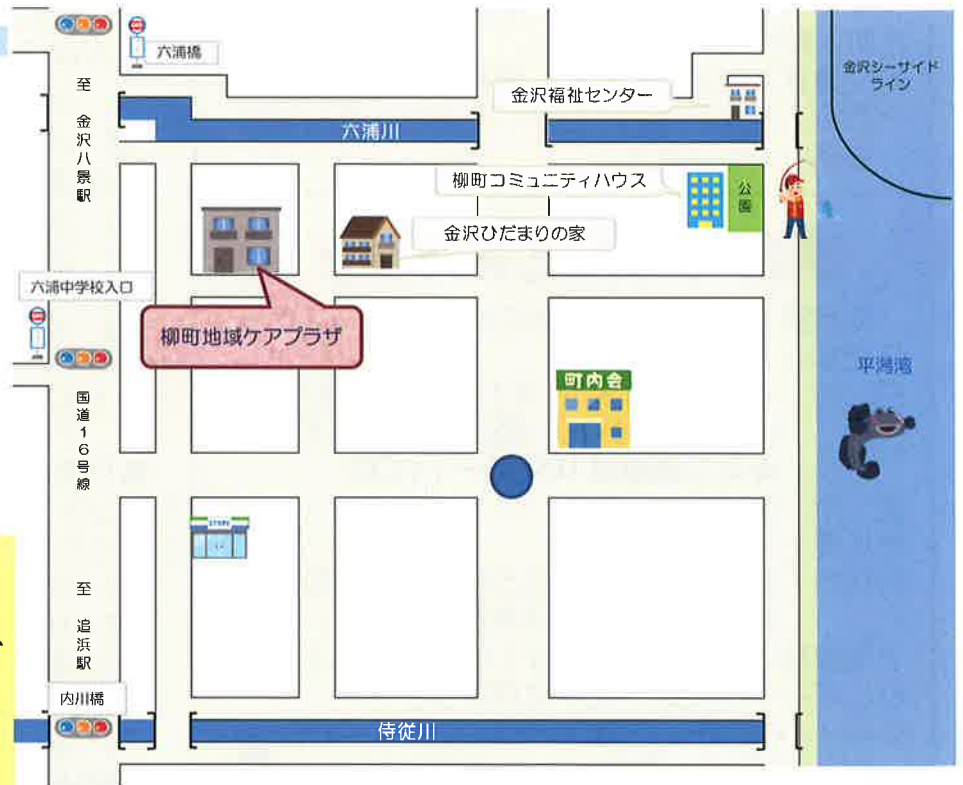 六浦橋
金沢シーサイド
ライン
至 金沢八景駅
金沢福祉センター
六浦川
柳町コミュニティハウス
公園
金沢ひだまりの家
六浦中学校入口
柳町地域ケアプラザ
国道16号線
町内会
平潟湾
STORE
至 追浜駅
内川橋
侍従川